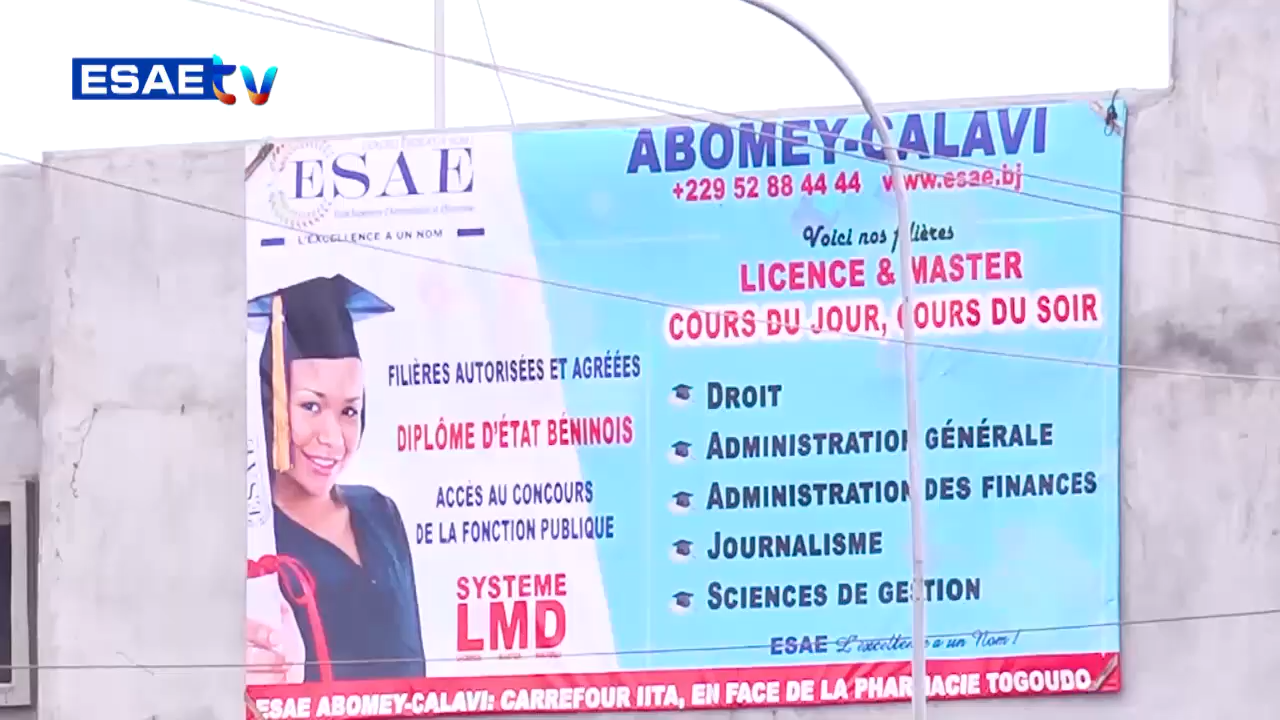 ESAEtv
ESAE
L'EXCELLENCE A UN NOM
FILIÈRES AUTORISÉES ET AGRÉÉES
DIPLÔME D'ÉTAT BÉNINOIS
ACCÈS AU CONCOURS
DE LA FONCTION PUBLIQUE
SYSTEME
LMD
ABOMEY-CALAVI
+229 52 88 44 44 www.esae.bj
Voici nos filières
LICENCE & MASTER
COURS DU JOUR, COURS DU SOIR
DROIT
ADMINISTRATION GÉNÉRALE
ADMINISTRATION DES FINANCES
JOURNALISME
SCIENCES DE GESTION
ESAE L'excellence a un Nom !
ESAE ABOMEY-CALAVI: CARREFOUR IITA, EN FACE DE LA PHARMACIE TOGOUDO